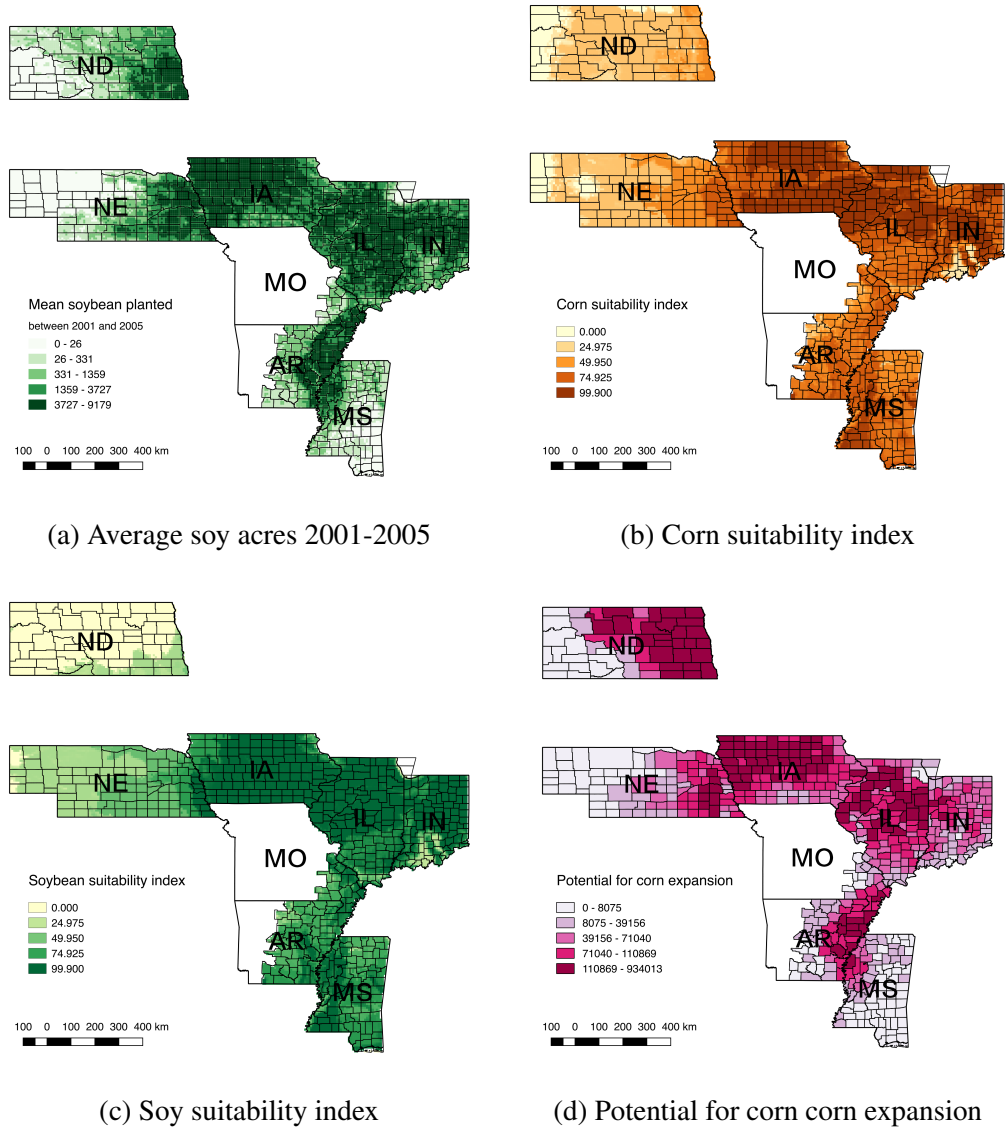 ND
NE
IA
IL
IN
MO
AR
MS
Mean soybean planted
between 2001 and 2005
0 - 26
26 - 331
331 - 1359
1359 - 3727
3727 - 9179
100 0 100 200 300 400 km
(a) Average soy acres 2001-2005
ND
NE
IA
IL
IN
MO
AR
MS
Corn suitability index
0.000
24.975
49.950
74.925
99.900
100 0 100 200 300 400 km
(b) Corn suitability index
ND
NE
IA
IL
IN
MO
AR
MS
Soybean suitability index
0.000
24.975
49.950
74.925
99.900
100 0 100 200 300 400 km
(c) Soy suitability index
ND
NE
IA
IL
IN
MO
AR
MS
Potential for corn expansion
0 - 8075
8075 - 39156
39156 - 71040
71040 - 110869
110869 - 934013
100 0 100 200 300 400 km
(d) Potential for corn corn expansion